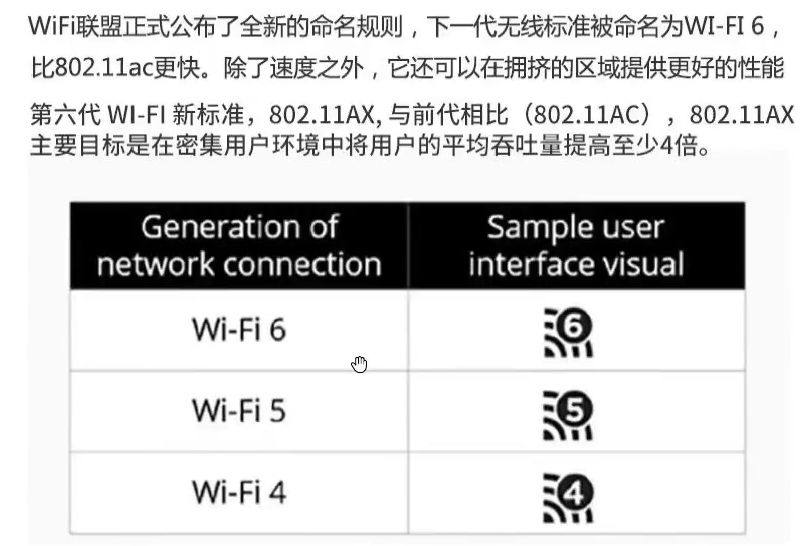 WiFi联盟正式公布了全新的命名规则，下一代无线标准被命名为WI-FI 6，
比802.11ac更快。除了速度之外，它还可以在拥挤的区域提供更好的性能
第六代 WI-FI 新标准，802.11AX, 与前代相比（802.11AC），802.11AX
主要目标是在密集用户环境中将用户的平均吞吐量提高至少4倍。
Generation of
network connection
Sample user
interface visual
Wi-Fi 6
6
Wi-Fi 5
5
Wi-Fi 4
4